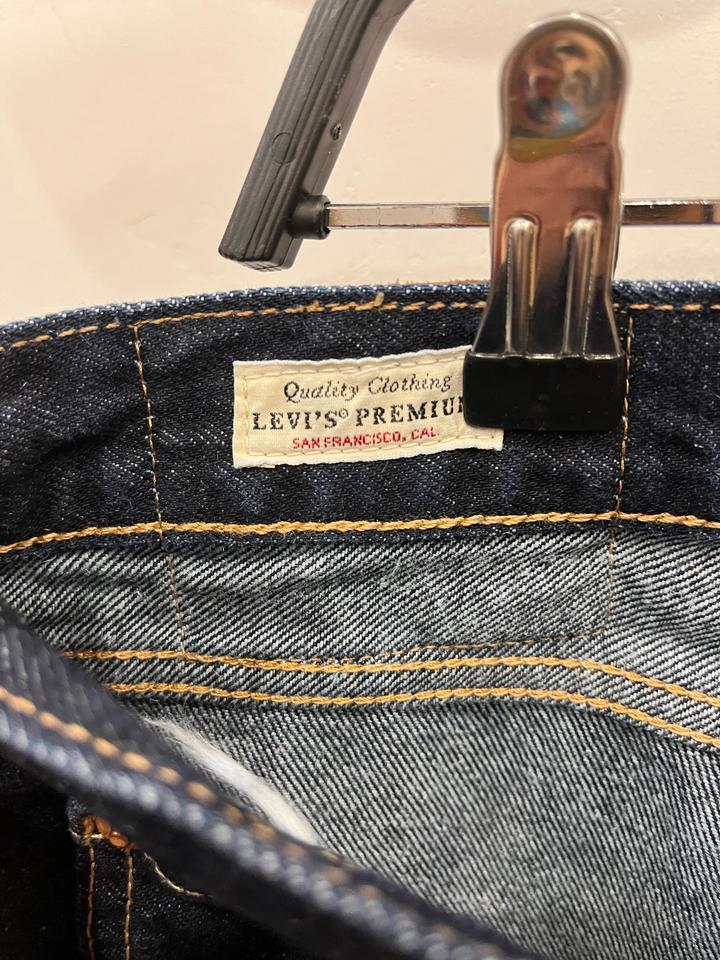 Quality Clothing
LEVI'S® PREMIU
SAN FRANCISCO, CAL.